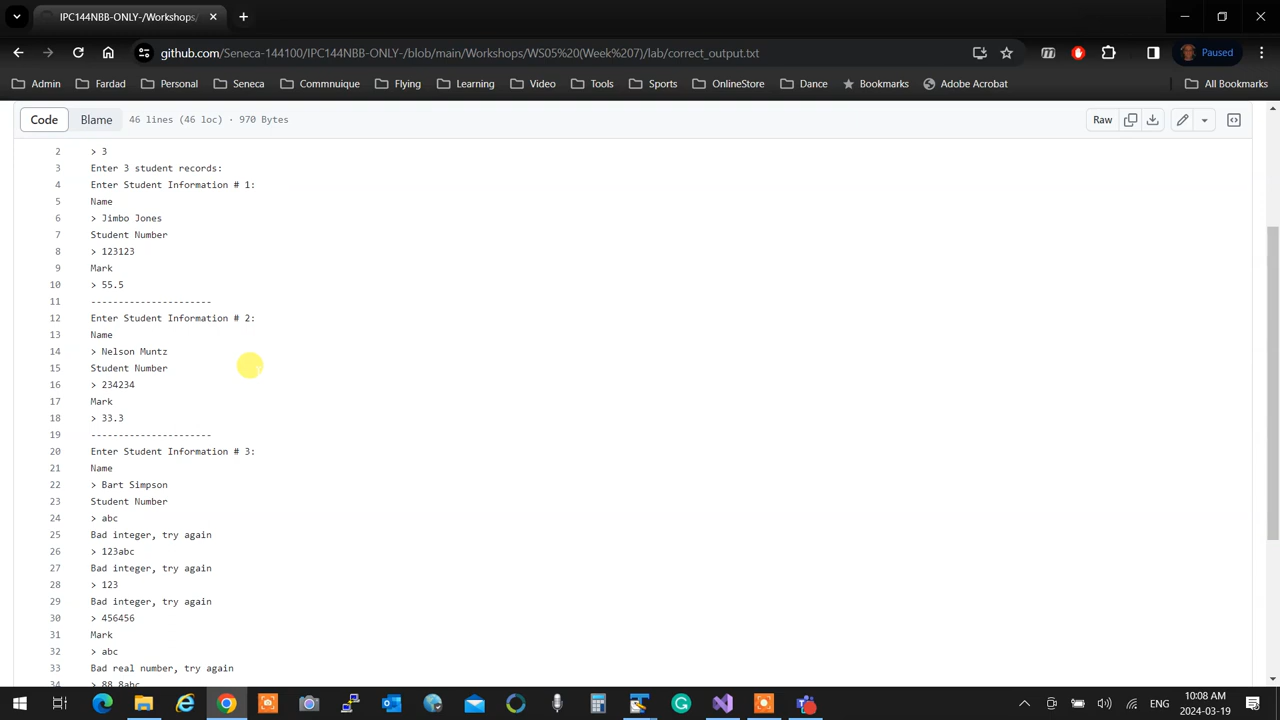 IPC144NBB-ONLY-/Workshops/
github.com/Seneca-144100/IPC144NBB-ONLY-/blob/main/Workshops/WS05%20(Week%207)/lab/correct_output.txt
Paused
Admin
Fardad
Personal
Seneca
Commnuique
Flying
Learning
Video
Tools
Sports
OnlineStore
Dance
Bookmarks
Adobe Acrobat
All Bookmarks
Code
Blame
46 lines (46 loc) · 970 Bytes
Raw
2 > 3
3 Enter 3 student records:
4 Enter Student Information # 1:
5 Name
6 > Jimbo Jones
7 Student Number
8 > 123123
9 Mark
10 > 55.5
11 ----------------------
12 Enter Student Information # 2:
13 Name
14 > Nelson Muntz
15 Student Number
16 > 234234
17 Mark
18 > 33.3
19 ----------------------
20 Enter Student Information # 3:
21 Name
22 > Bart Simpson
23 Student Number
24 > abc
25 Bad integer, try again
26 > 123abc
27 Bad integer, try again
28 > 123
29 Bad integer, try again
30 > 456456
31 Mark
32 > abc
33 Bad real number, try again
34 > 88.8abc
ENG
10:08 AM
2024-03-19